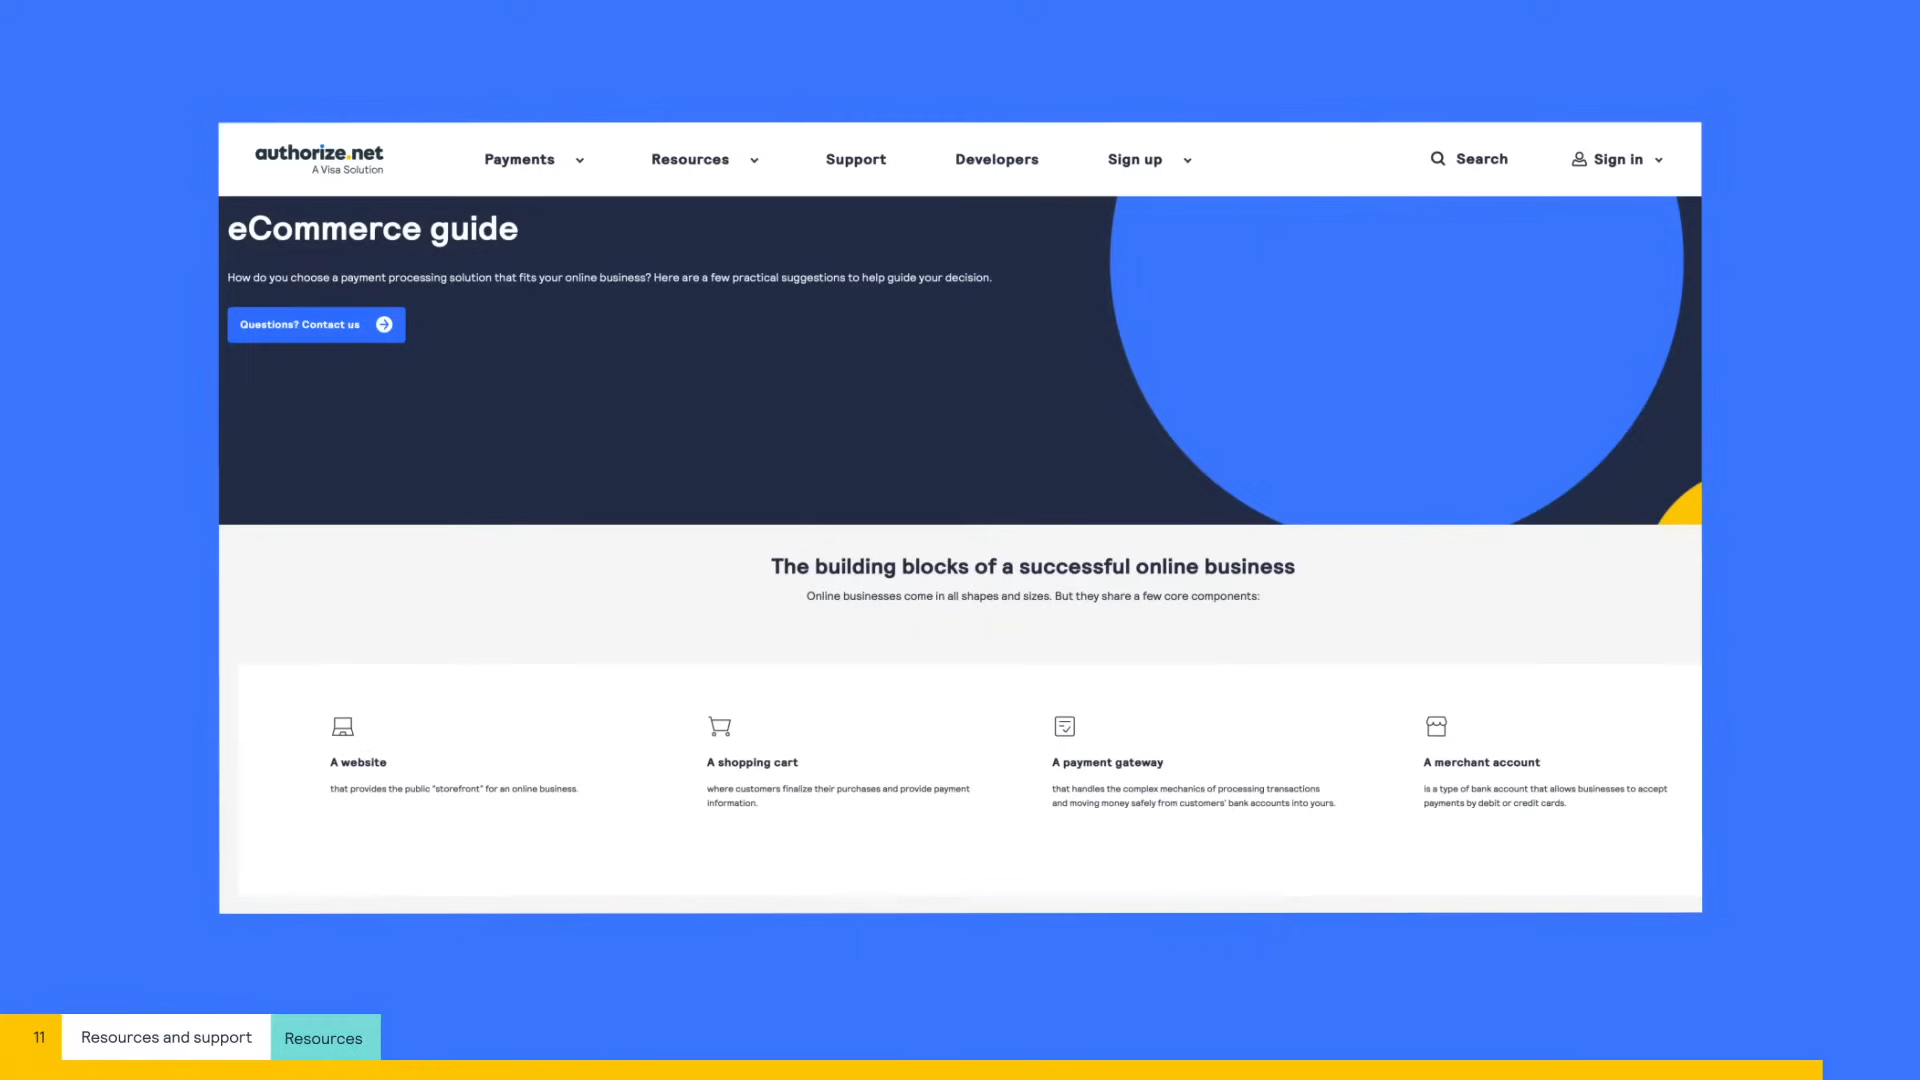 authorize.net
A Visa Solution
Payments
Resources
Support
Developers
Sign up
Search
Sign in
eCommerce guide
How do you choose a payment processing solution that fits your online business? Here are a few practical suggestions to help guide your decision.
Questions? Contact us
The building blocks of a successful online business
Online businesses come in all shapes and sizes. But they share a few core components:
A website
that provides the public "storefront" for an online business.
A shopping cart
where customers finalize their purchases and provide payment
information.
A payment gateway
that handles the complex mechanics of processing transactions
and moving money safely from customers' bank accounts into yours.
A merchant account
is a type of bank account that allows businesses to accept
payments by debit or credit cards.
11
Resources and support
Resources